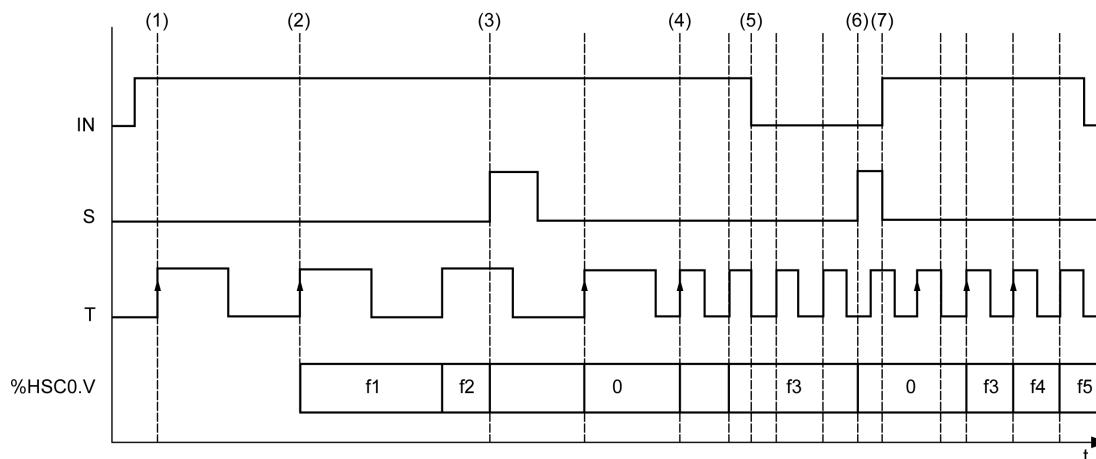 (1) (2) (3) (4) (5) (6) (7)
IN
S
T
%HSC0.V f1 f2 0 f3 0 f3 f4 f5
t